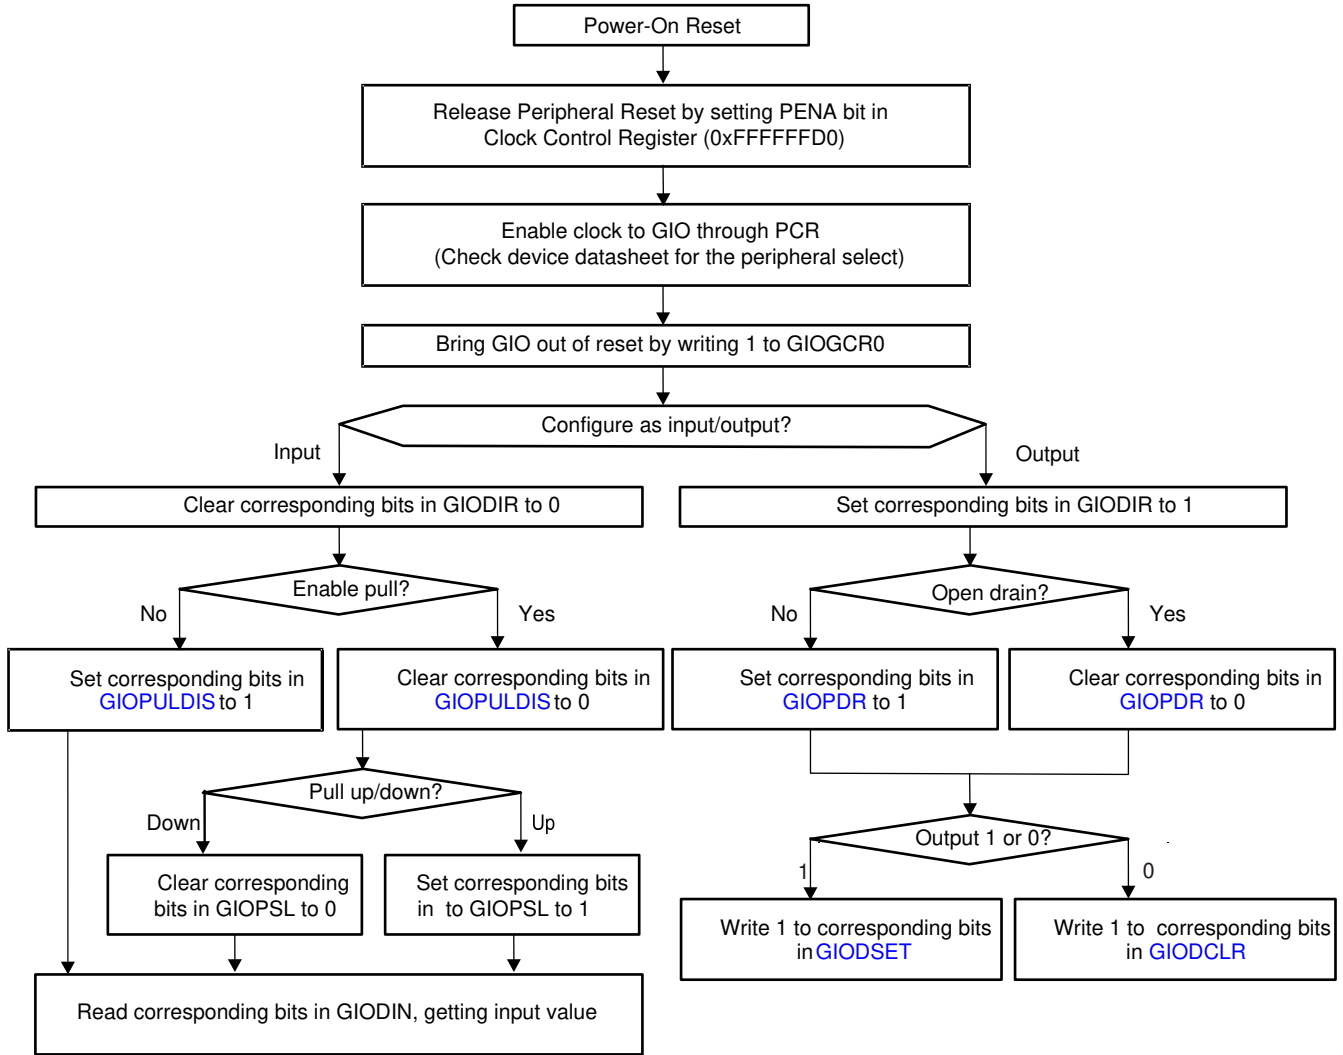 Power-On Reset
Release Peripheral Reset by setting PENA bit in
Clock Control Register (0xFFFFFFD0)
Enable clock to GIO through PCR
(Check device datasheet for the peripheral select)
Bring GIO out of reset by writing 1 to GIOGCR0
Configure as input/output?
Input
Output
Clear corresponding bits in GIODIR to 0
Set corresponding bits in GIODIR to 1
Enable pull?
Open drain?
No
Yes
No
Yes
Set corresponding bits in
GIOPULDIS to 1
Clear corresponding bits in
GIOPULDIS to 0
Set corresponding bits in
GIOPDR to 1
Clear corresponding bits in
GIOPDR to 0
Pull up/down?
Down
Up
Output 1 or 0?
1
0
Clear corresponding
bits in GIOPSL to 0
Set corresponding bits
in to GIOPSL to 1
Write 1 to corresponding bits
in GIODSET
Write 1 to corresponding bits
in GIODCLR
Read corresponding bits in GIODIN, getting input value